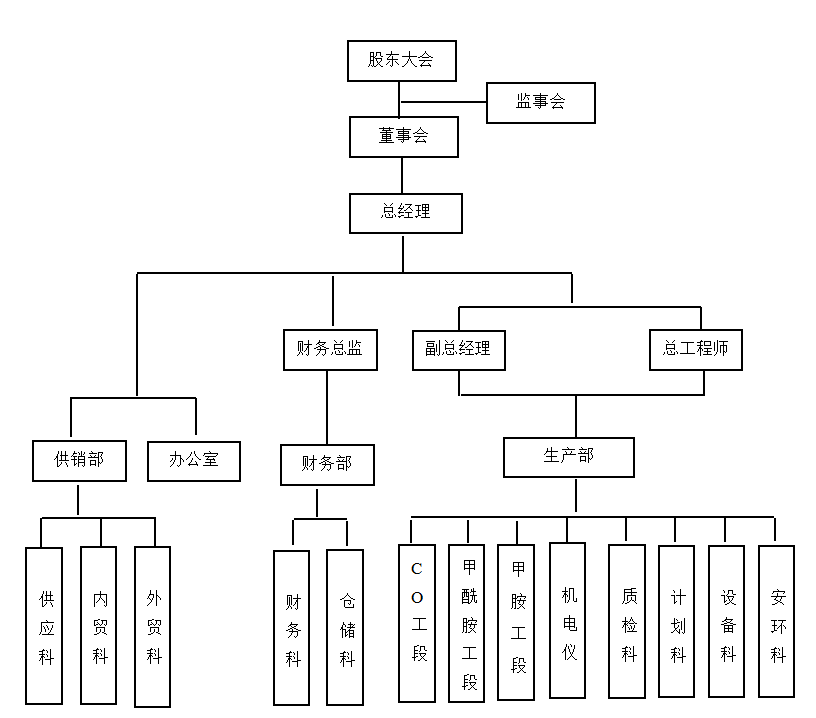 股东大会
监事会
董事会
总经理
财务总监
副总经理
总工程师
供销部
办公室
财务部
生产部
供应科
内贸科
外贸科
财务科
仓储科
CO工段
甲酰胺工段
甲胺工段
机电仪
质检科
计划科
设备科
安环科